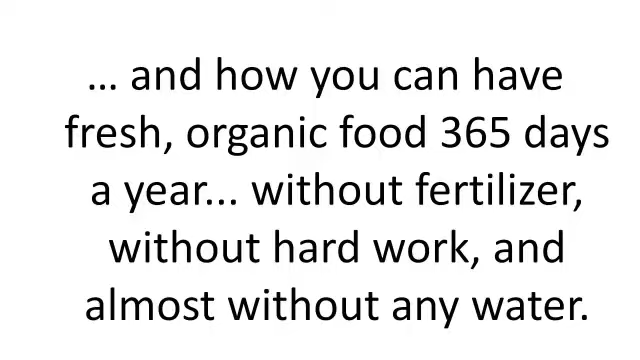 ... and how you can have
fresh, organic food 365 days
a year... without fertilizer,
without hard work, and
almost without any water.